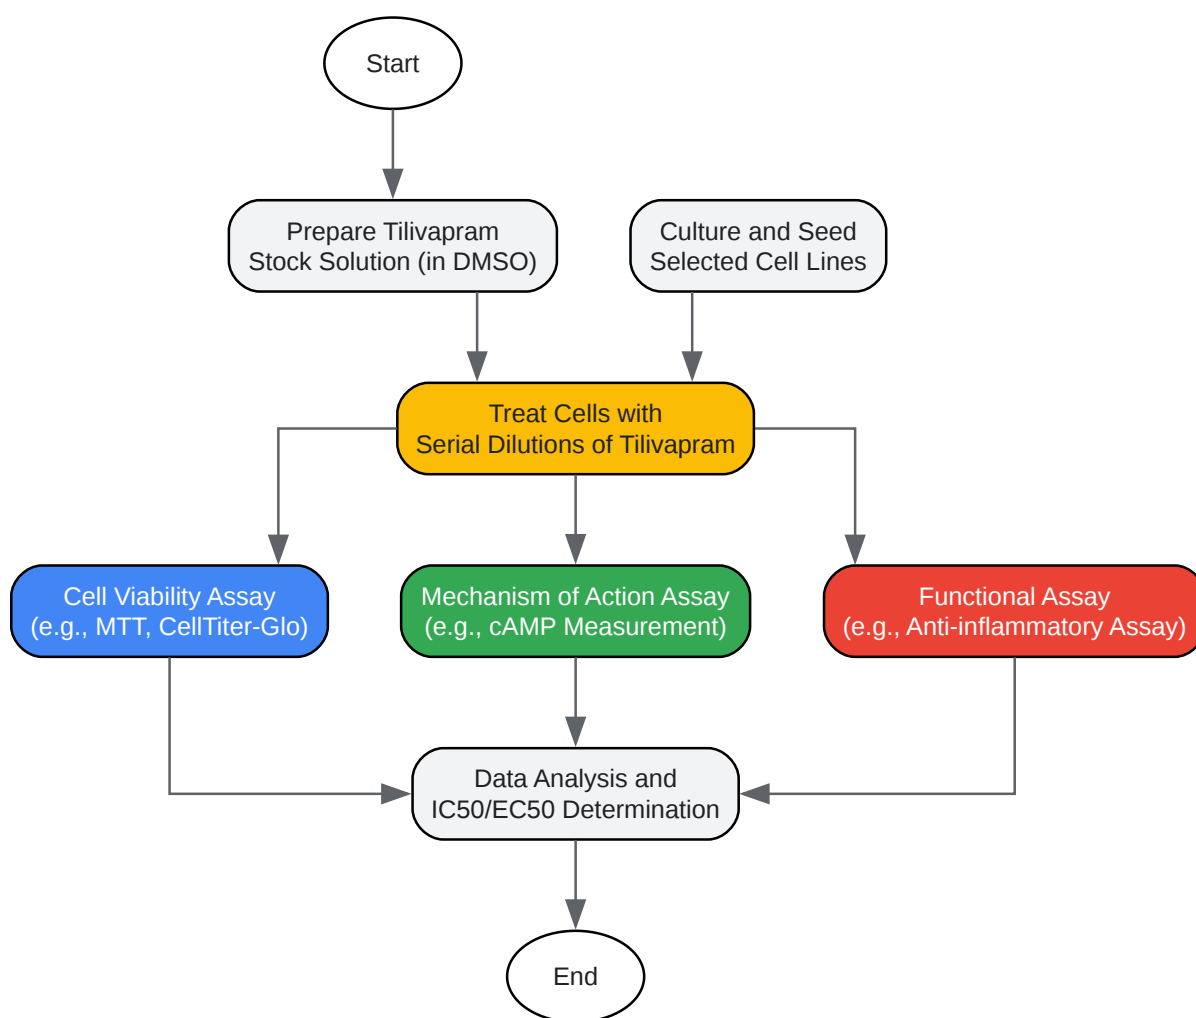 Start
Prepare Tilivapram
Stock Solution (in DMSO)
Culture and Seed
Selected Cell Lines
Treat Cells with
Serial Dilutions of Tilivapram
Cell Viability Assay
(e.g., MTT, CellTiter-Glo)
Mechanism of Action Assay
(e.g., cAMP Measurement)
Functional Assay
(e.g., Anti-inflammatory Assay)
Data Analysis and
IC50/EC50 Determination
End